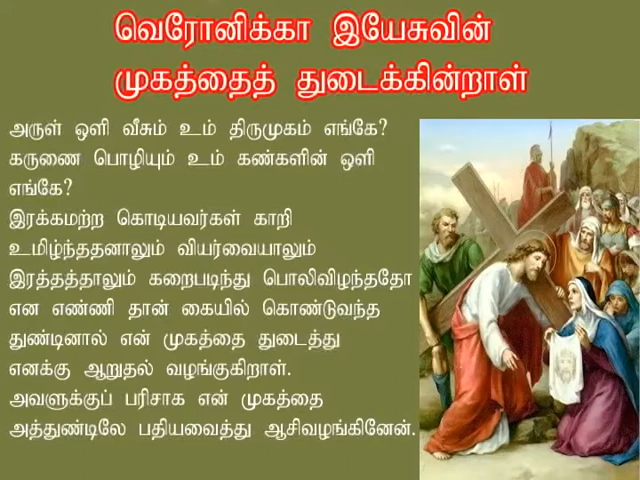 வெரோனிக்கா இயேசுவின்
முகத்தைத் துடைக்கின்றாள்
அருள் ஒளி வீசும் உம் திருமுகம் எங்கே?
கருணை பொழியும் உம் கண்களின் ஒளி
எங்கே?
இரக்கமற்ற கொடியவர்கள் காறி
உமிழ்ந்ததனாலும் வியர்வையாலும்
இரத்தத்தாலும் கறைபடிந்து பொலிவிழந்ததோ
என எண்ணி தான் கையில் கொண்டுவந்த
துண்டினால் என் முகத்தை துடைத்து
எனக்கு ஆறுதல் வழங்குகிறாள்.
அவளுக்குப் பரிசாக என் முகத்தை
அத்துண்டிலே பதியவைத்து ஆசிவழங்கினேன்.